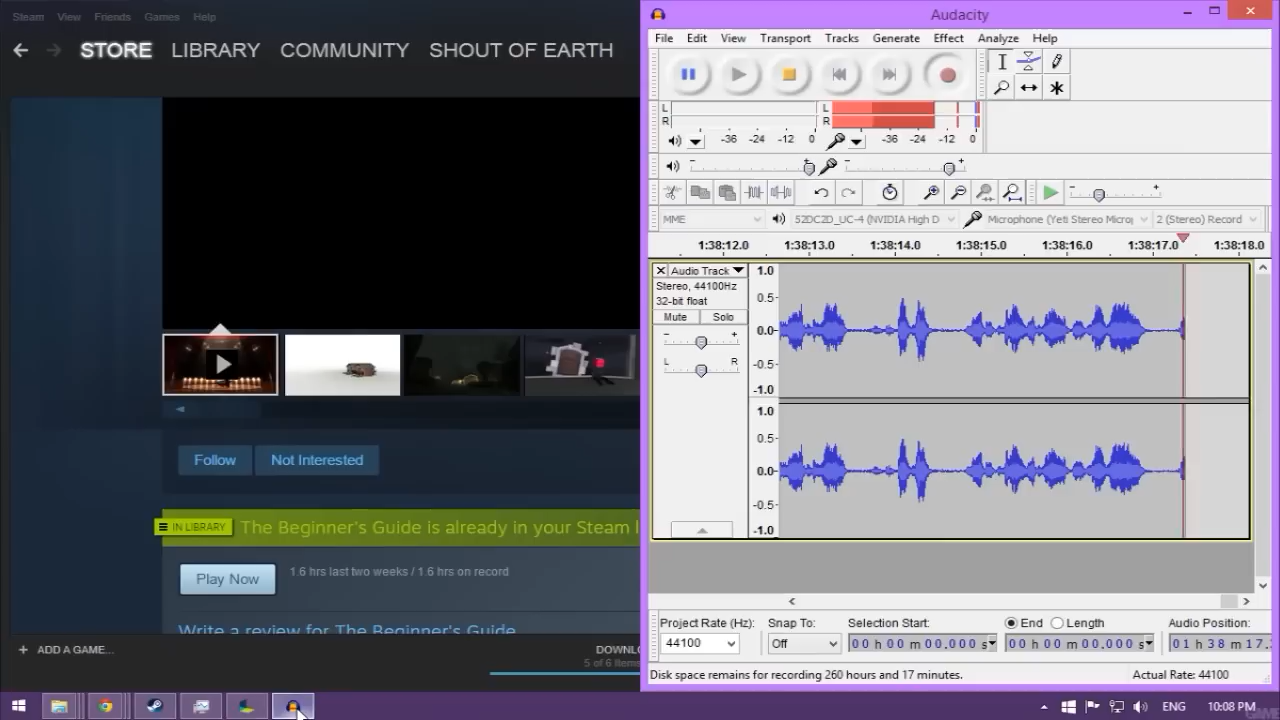 Steam View Friends Games Help
STORE LIBRARY COMMUNITY SHOUT OF EARTH
Follow
Not Interested
IN LIBRARY
The Beginner's Guide is already in your Steam l
Play Now
1.6 hrs last two weeks / 1.6 hrs on record
Write a review for The Beginner's Guide
+ ADD A GAME...
DOWNLO
5 of 6 Items
Audacity
File Edit View Transport Tracks Generate Effect Analyze Help
L
R
-36 -24 -12 0
L
R
-36 -24 -12 0
MME
52DC2D_UC-4 (NVIDIA High D
Microphone (Yeti Stereo Micro
2 (Stereo) Record
1:38:12.0 1:38:13.0 1:38:14.0 1:38:15.0 1:38:16.0 1:38:17.0 1:38:18.0
Audio Track
Stereo, 44100Hz
32-bit float
Mute Solo
- +
L R
1.0
0.5
0.0
-0.5
-1.0
1.0
0.5
0.0
-0.5
-1.0
Project Rate (Hz):
44100
Snap To:
Off
Selection Start:
00 h 00 m 00.000 s
End Length
00 h 00 m 00.000 s
Audio Position:
01 h 38 m 17.
Disk space remains for recording 260 hours and 17 minutes.
Actual Rate: 44100
ENG
10:08 PM